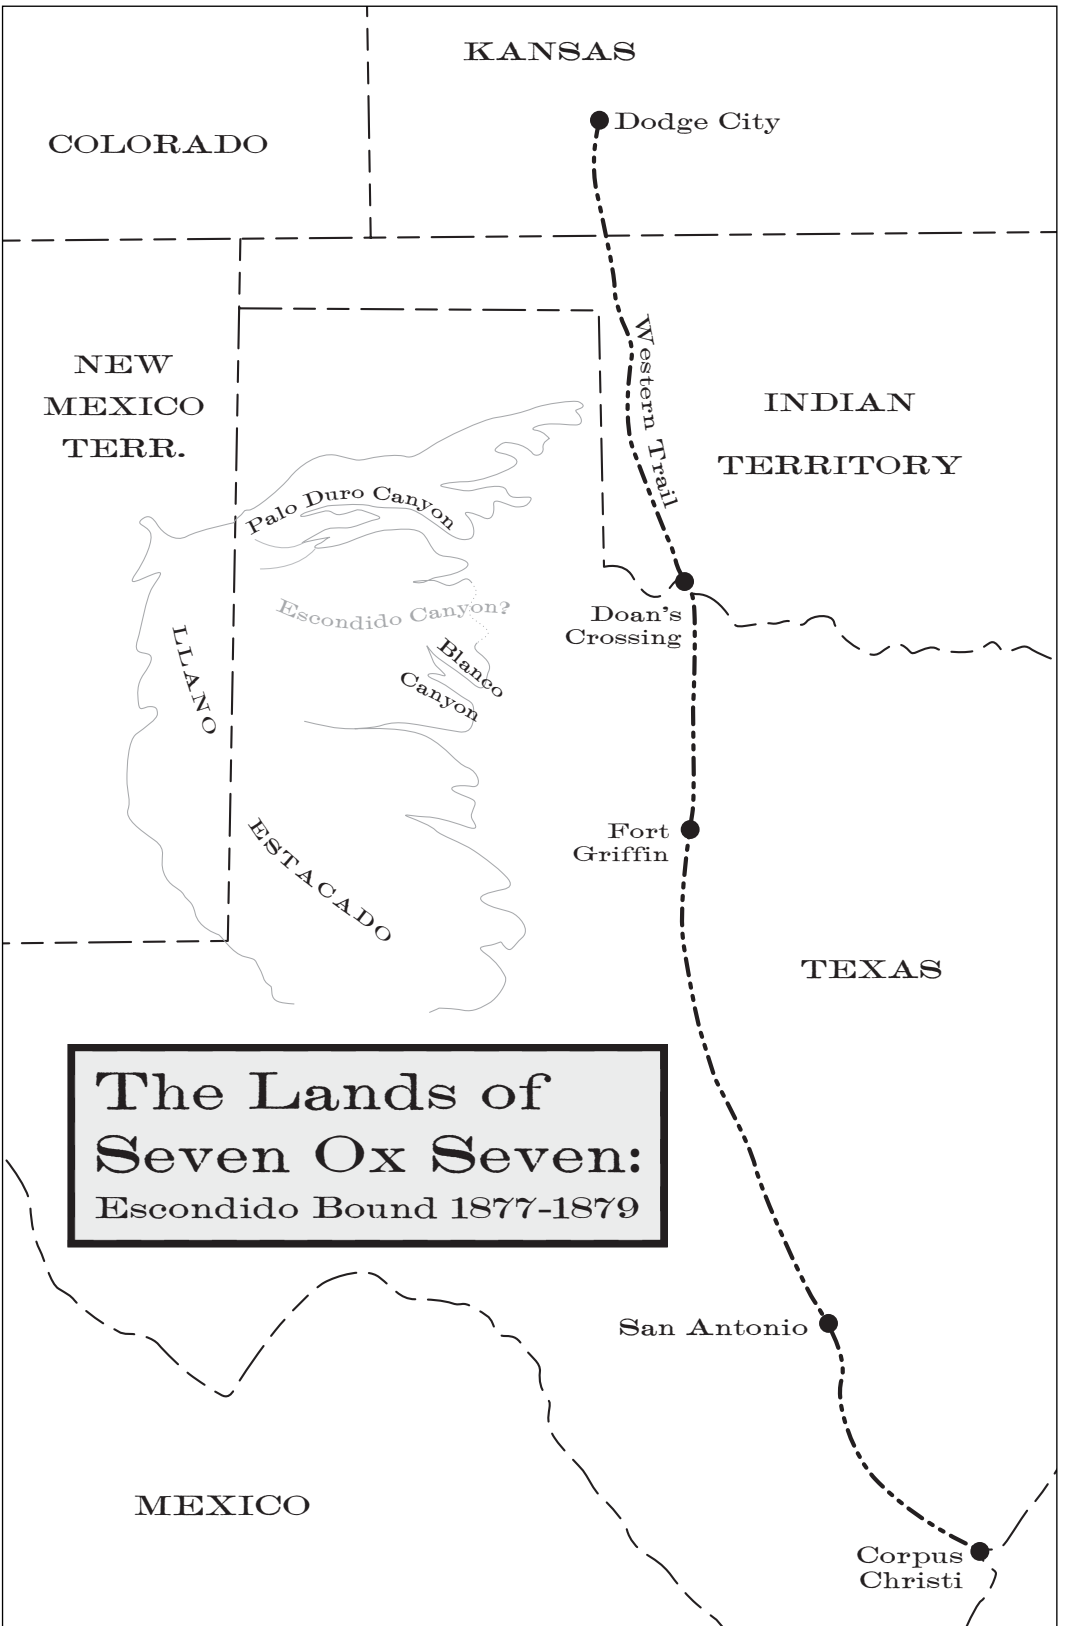 KANSAS
Dodge City
COLORADO
Western Trail
NEW
MEXICO
TERR.
INDIAN
TERRITORY
Palo Duro Canyon
Escondido Canyon?
Doan's
Crossing
Blanco
Canyon
LLANO
ESTACADO
Fort
Griffin
TEXAS
The Lands of
Seven Ox Seven:
Escondido Bound 1877-1879
San Antonio
MEXICO
Corpus
Christi